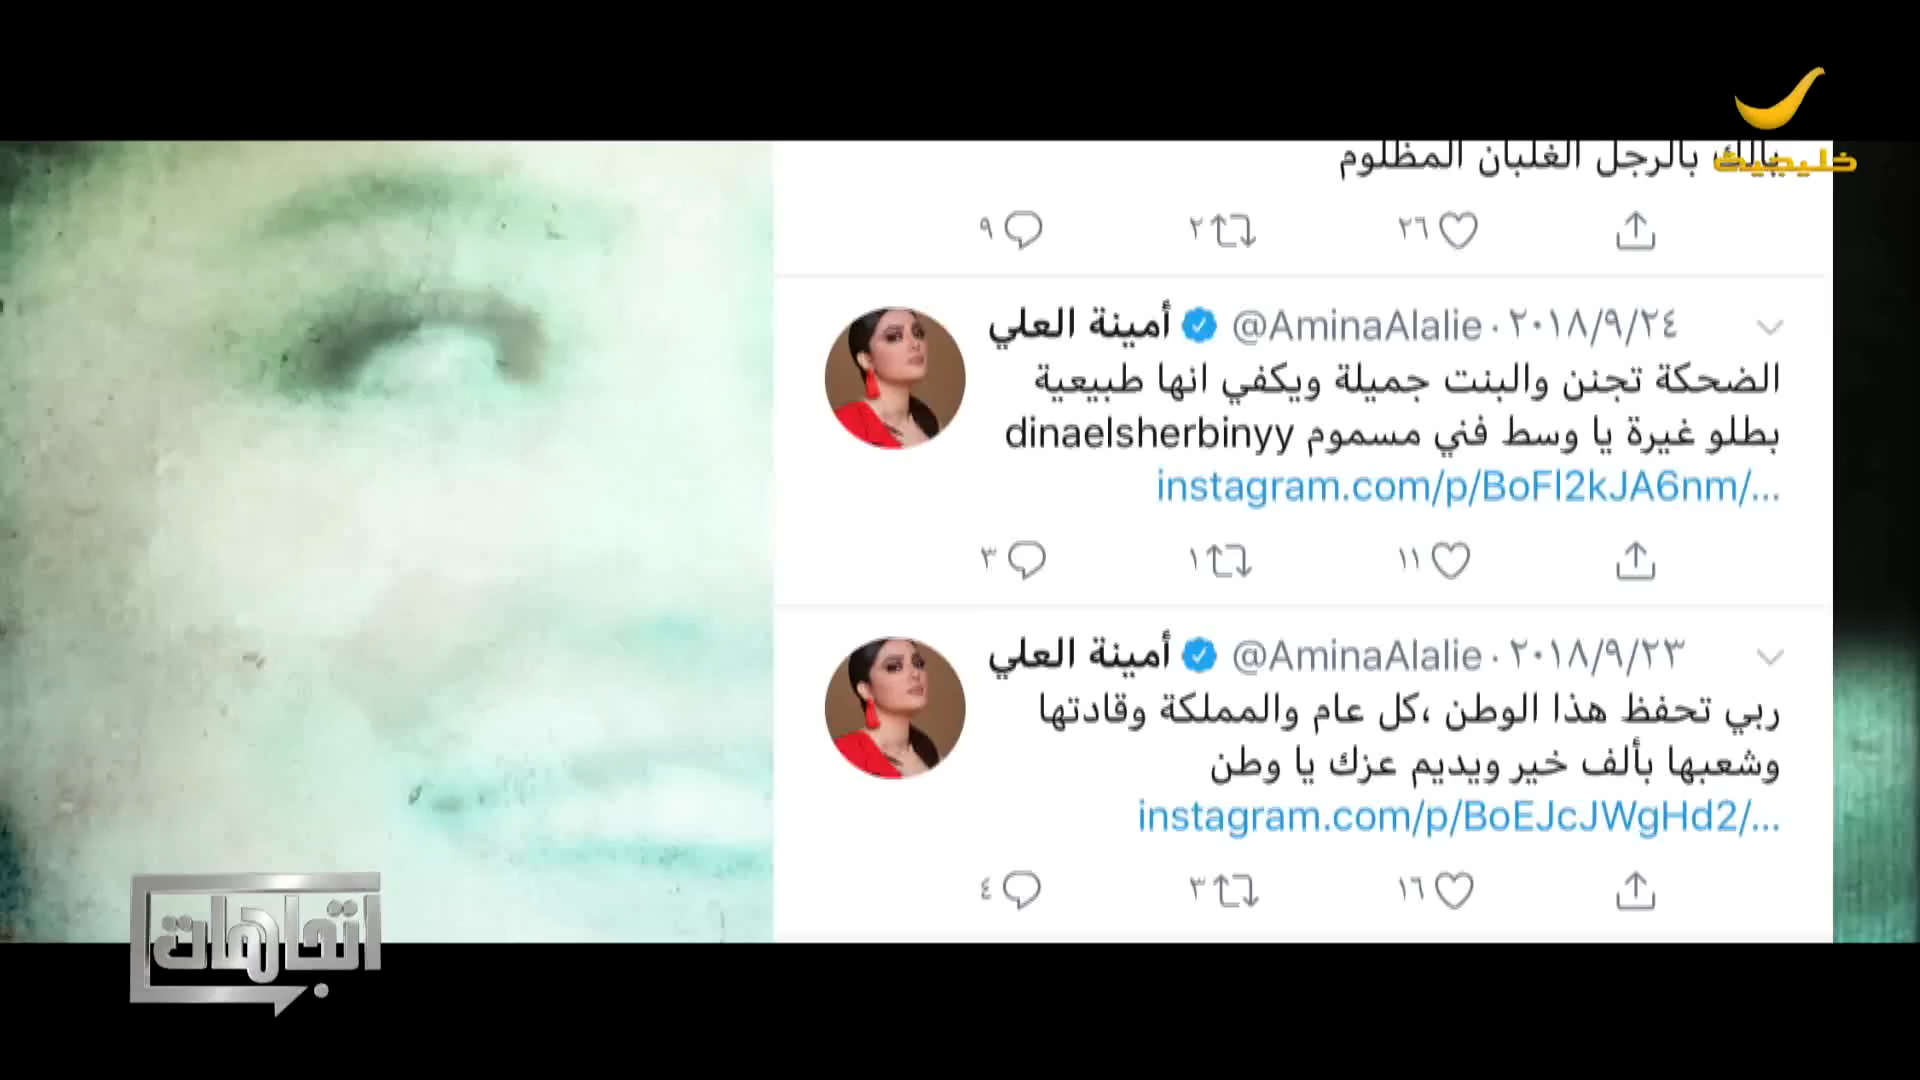 خليجية
بالك بالرجل الغلبان المظلوم
٩ ٢ ٢٦
أمينة العلي @AminaAlalie · ٢٠١٨/٩/٢٤
الضحكة تجنن والبنت جميلة ويكفي انها طبيعية
بطلو غيرة يا وسط فني مسموم dinaelsherbinyy
instagram.com/p/BoFl2kJA6nm/...
٣ ١ ١١
أمينة العلي @AminaAlalie · ٢٠١٨/٩/٢٣
ربي تحفظ هذا الوطن ،كل عام والمملكة وقادتها
وشعبها بألف خير ويديم عزك يا وطن
instagram.com/p/BoEJcJWgHd2/...
٤ ٣ ١٦
اتجاهات